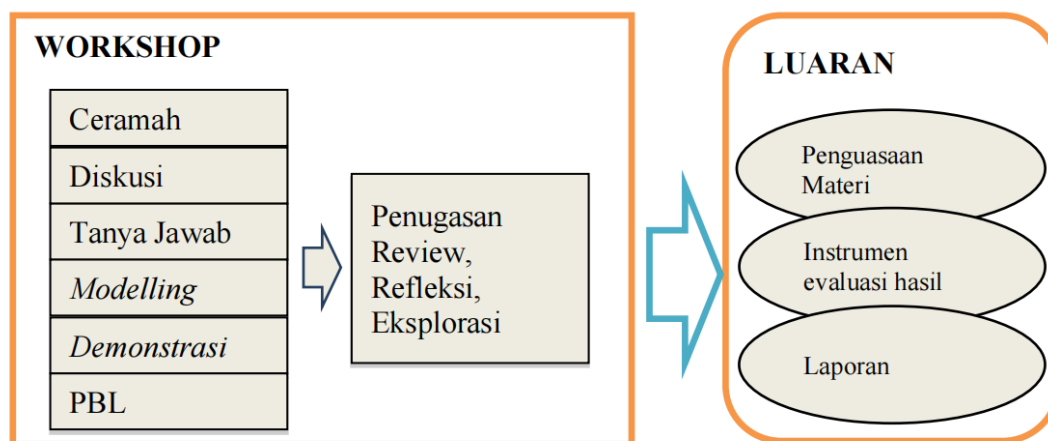 WORKSHOP
Ceramah
Diskusi
Tanya Jawab
Modelling
Demonstrasi
PBL
Penugasan
Review,
Refleksi,
Eksplorasi
LUARAN
Penguasaan
Materi
Instrumen
evaluasi hasil
Laporan